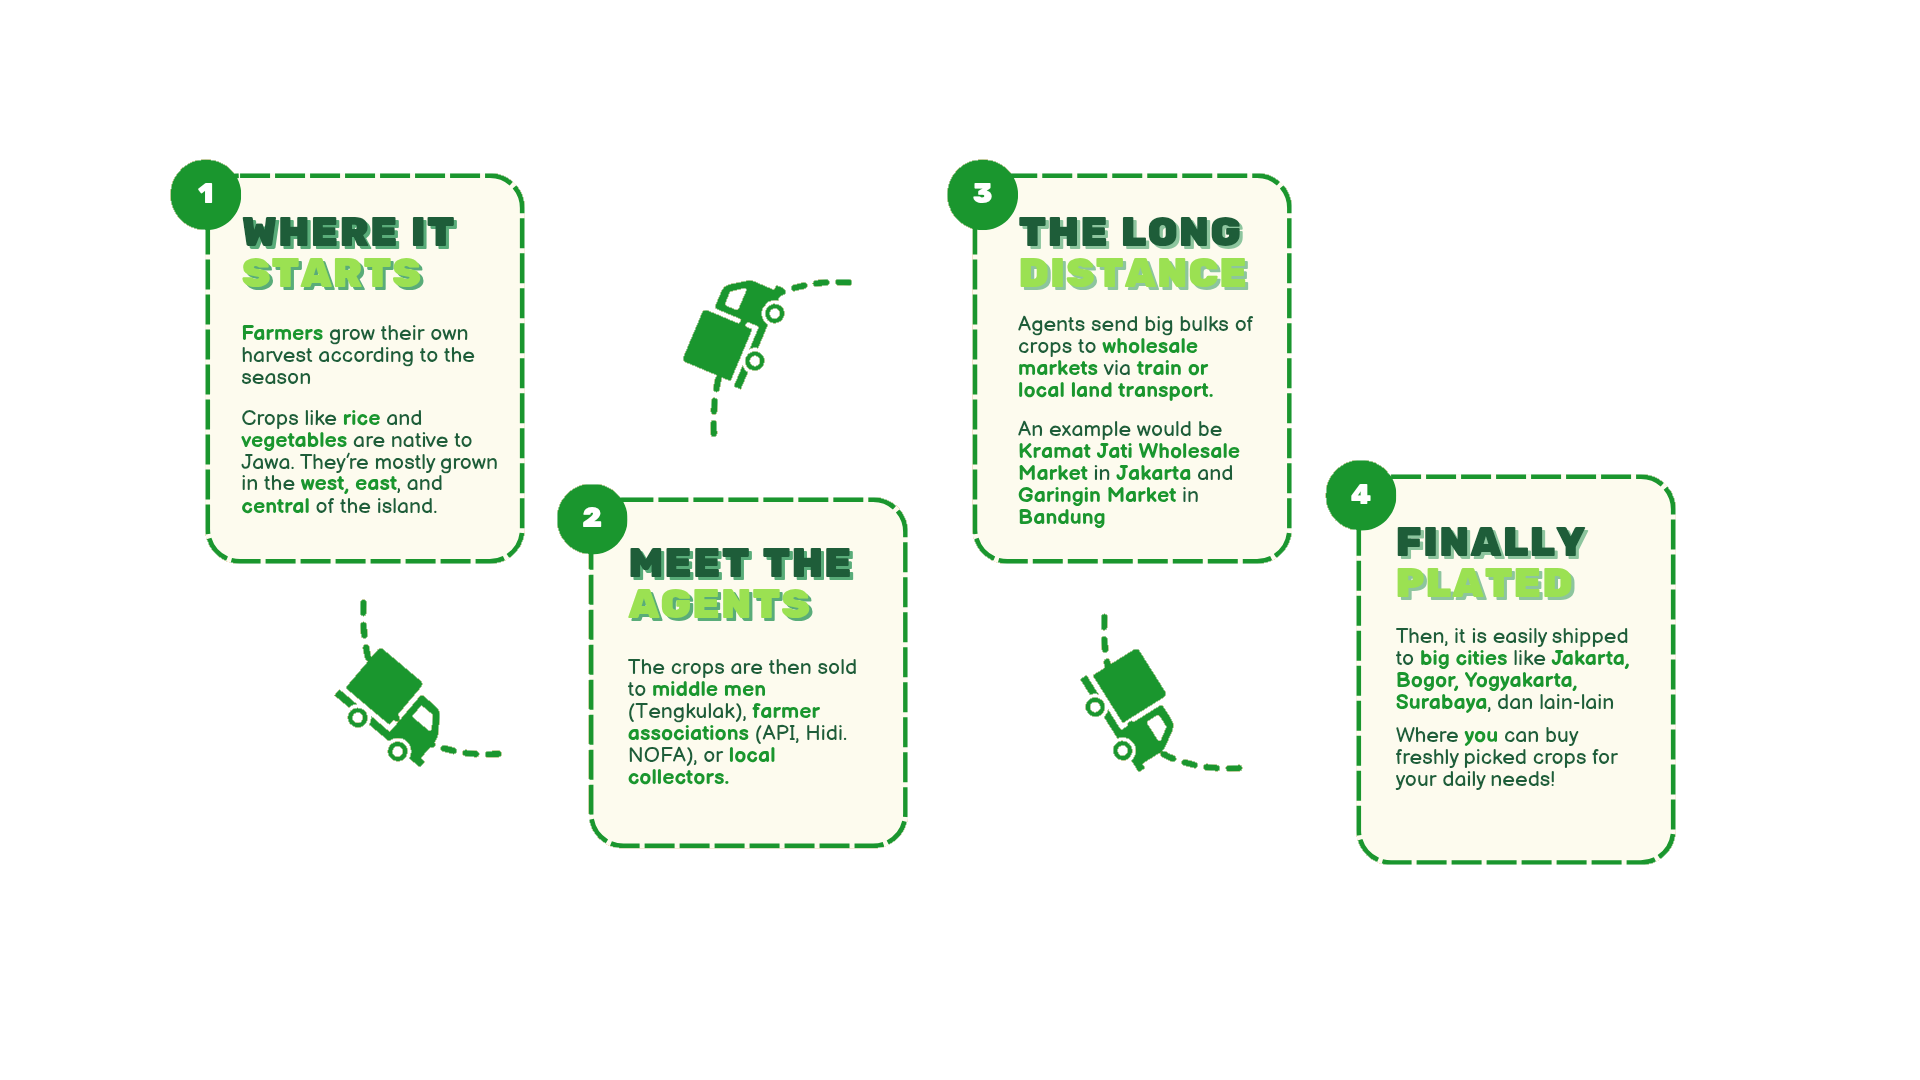 1
WHERE IT
STARTS
Farmers grow their own
harvest according to the
season
Crops like rice and
vegetables are native to
Jawa. They're mostly grown
in the west, east, and
central of the island.
2
MEET THE
AGENTS
The crops are then sold
to middle men
(Tengkulak), farmer
associations (API, Hidi.
NOFA), or local
collectors.
3
THE LONG
DISTANCE
Agents send big bulks of
crops to wholesale
markets via train or
local land transport.
An example would be
Kramat Jati Wholesale
Market in Jakarta and
Garingin Market in
Bandung
4
FINALLY
PLATED
Then, it is easily shipped
to big cities like Jakarta,
Bogor, Yogyakarta,
Surabaya, dan lain-lain
Where you can buy
freshly picked crops for
your daily needs!